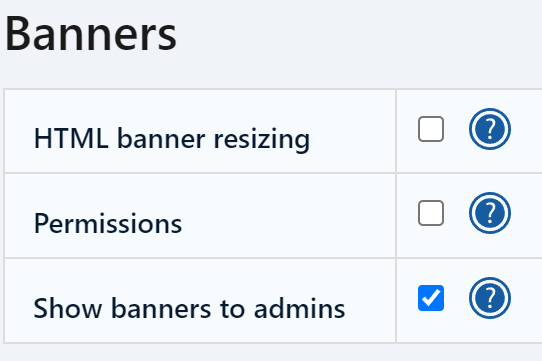 Banners
HTML banner resizing
?
Permissions
?
Show banners to admins
?